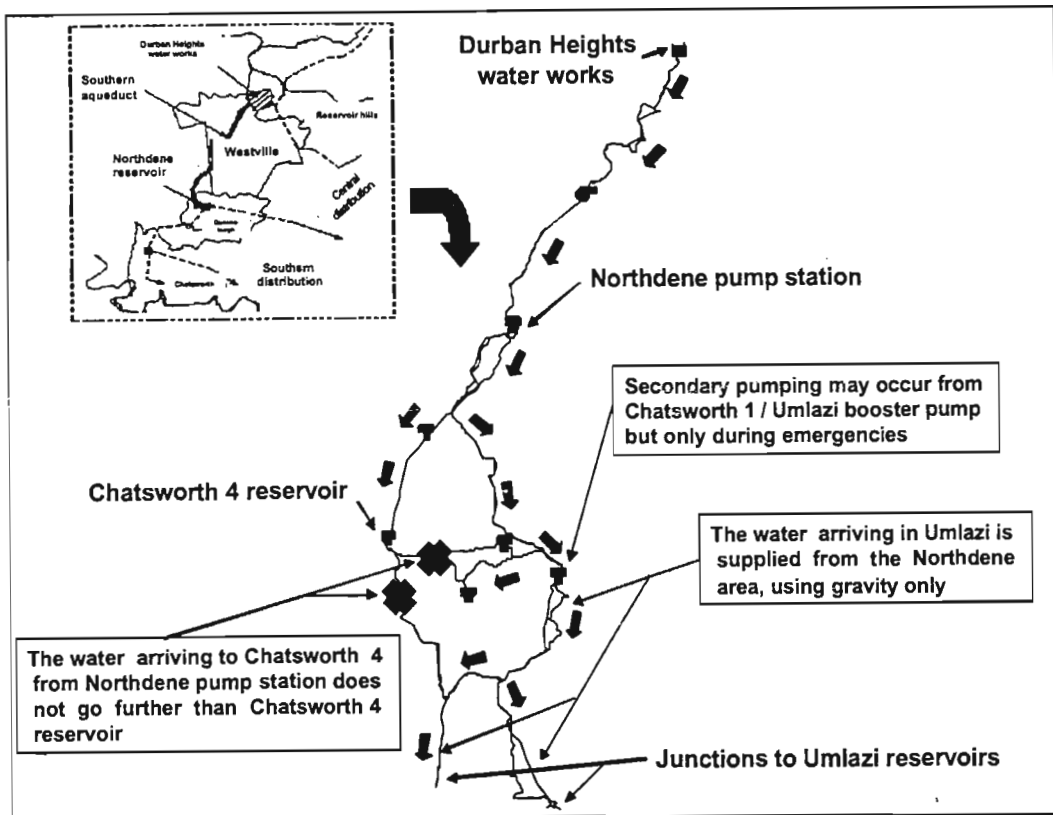 Durban Heights
water works
Southern
aqueduct
Reservoir hills
Westville
Northdene
reservoir
Central
distribution
Southern
distribution
Chatsworth
Durban Heights
water works
Northdene pump station
Secondary pumping may occur from
Chatsworth 1 / Umlazi booster pump
but only during emergencies
Chatsworth 4 reservoir
The water arriving in Umlazi is
supplied from the Northdene
area, using gravity only
The water arriving to Chatsworth 4
from Northdene pump station does
not go further than Chatsworth 4
reservoir
Junctions to Umlazi reservoirs